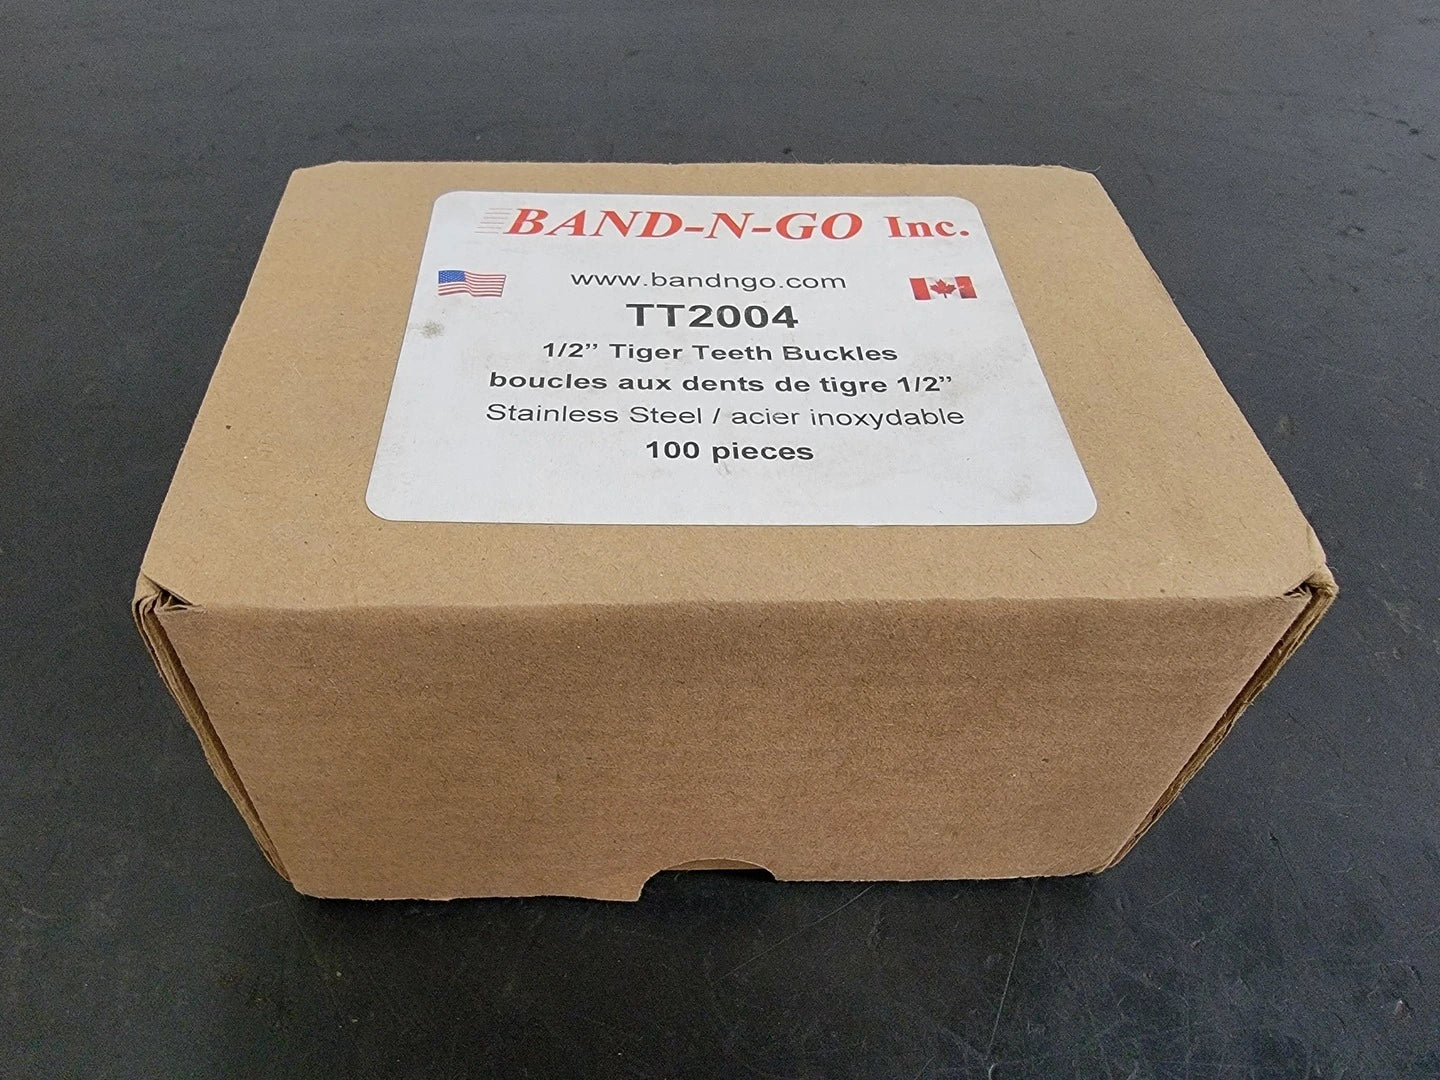 BAND-N-GO Inc.
www.bandngo.com
TT2004
1/2” Tiger Teeth Buckles
boucles aux dents de tigre 1/2”
Stainless Steel / acier inoxydable
100 pieces